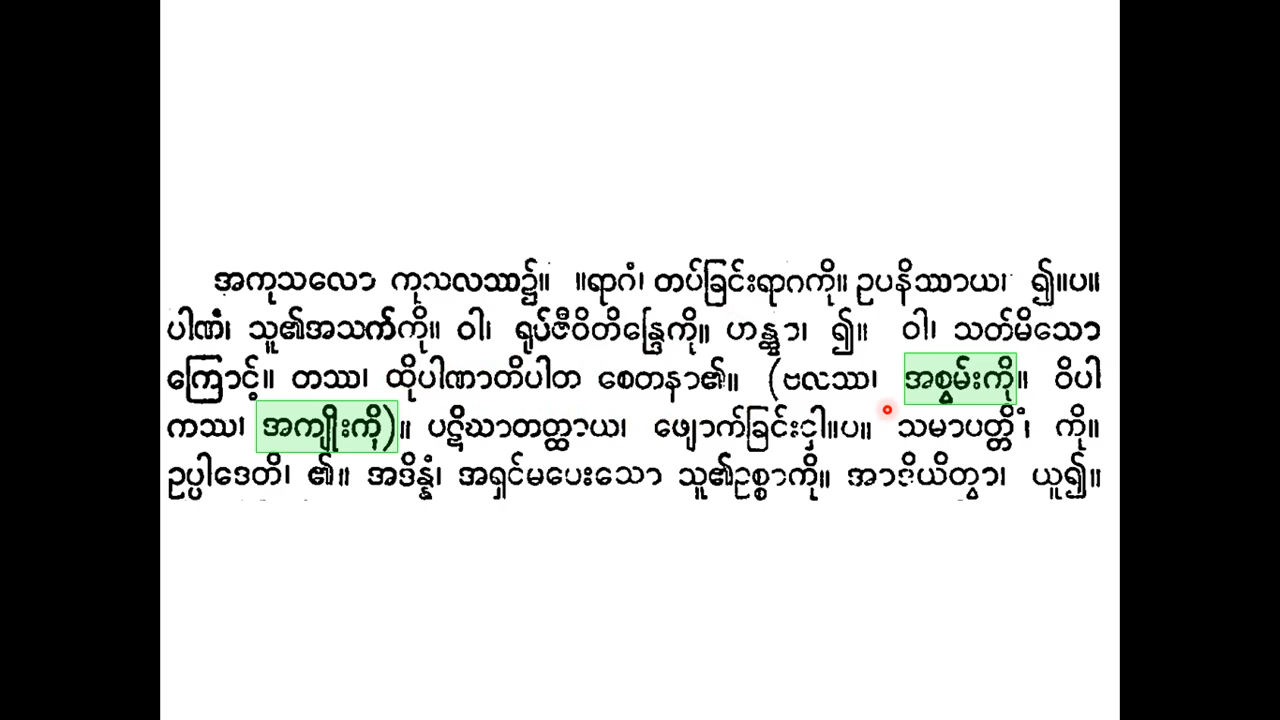 အကုသလော ကုသလဿ၌။ ။ရာဂံ၊ တပ်ခြင်းရာဂကို။ ဥပနိဿာယ၊ ၍။ပ။
ပါဏံ၊ သူ၏အသက်ကို။ ဝါ၊ ရုပ်ဇီဝိတိန္ဒြေကို။ ဟန္တွာ၊ ၍။ ဝါ၊ သတ်မိသော
ကြောင့်။ တဿ၊ ထိုပါဏာတိပါတ စေတနာ၏။ (ဗလဿ၊ အစွမ်းကို။ ဝိပါ
ကဿ၊ အကျိုးကို)။ ပဋိဃာတတ္ထာယ၊ ဖျောက်ခြင်းငှါ။ပ။ သမာပတ္တိံ၊ ကို။
ဥပ္ပါဒေတိ၊ ၏။ အဒိန္နံ၊ အရှင်မပေးသော သူ၏ဥစ္စာကို။ အာဒိယိတွာ၊ ယူ၍။